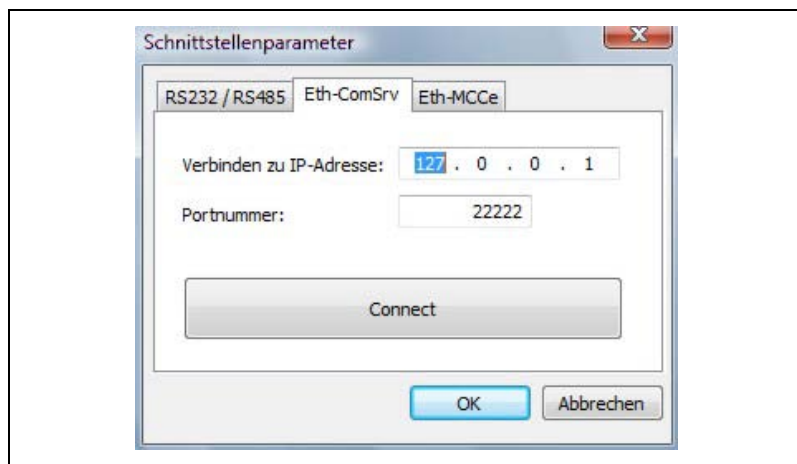 Schnittstellenparameter
RS232 / RS485 Eth-ComSrv Eth-MCCe
Verbinden zu IP-Adresse: 127 . 0 . 0 . 1
Portnummer: 22222
Connect
OK Abbrechen